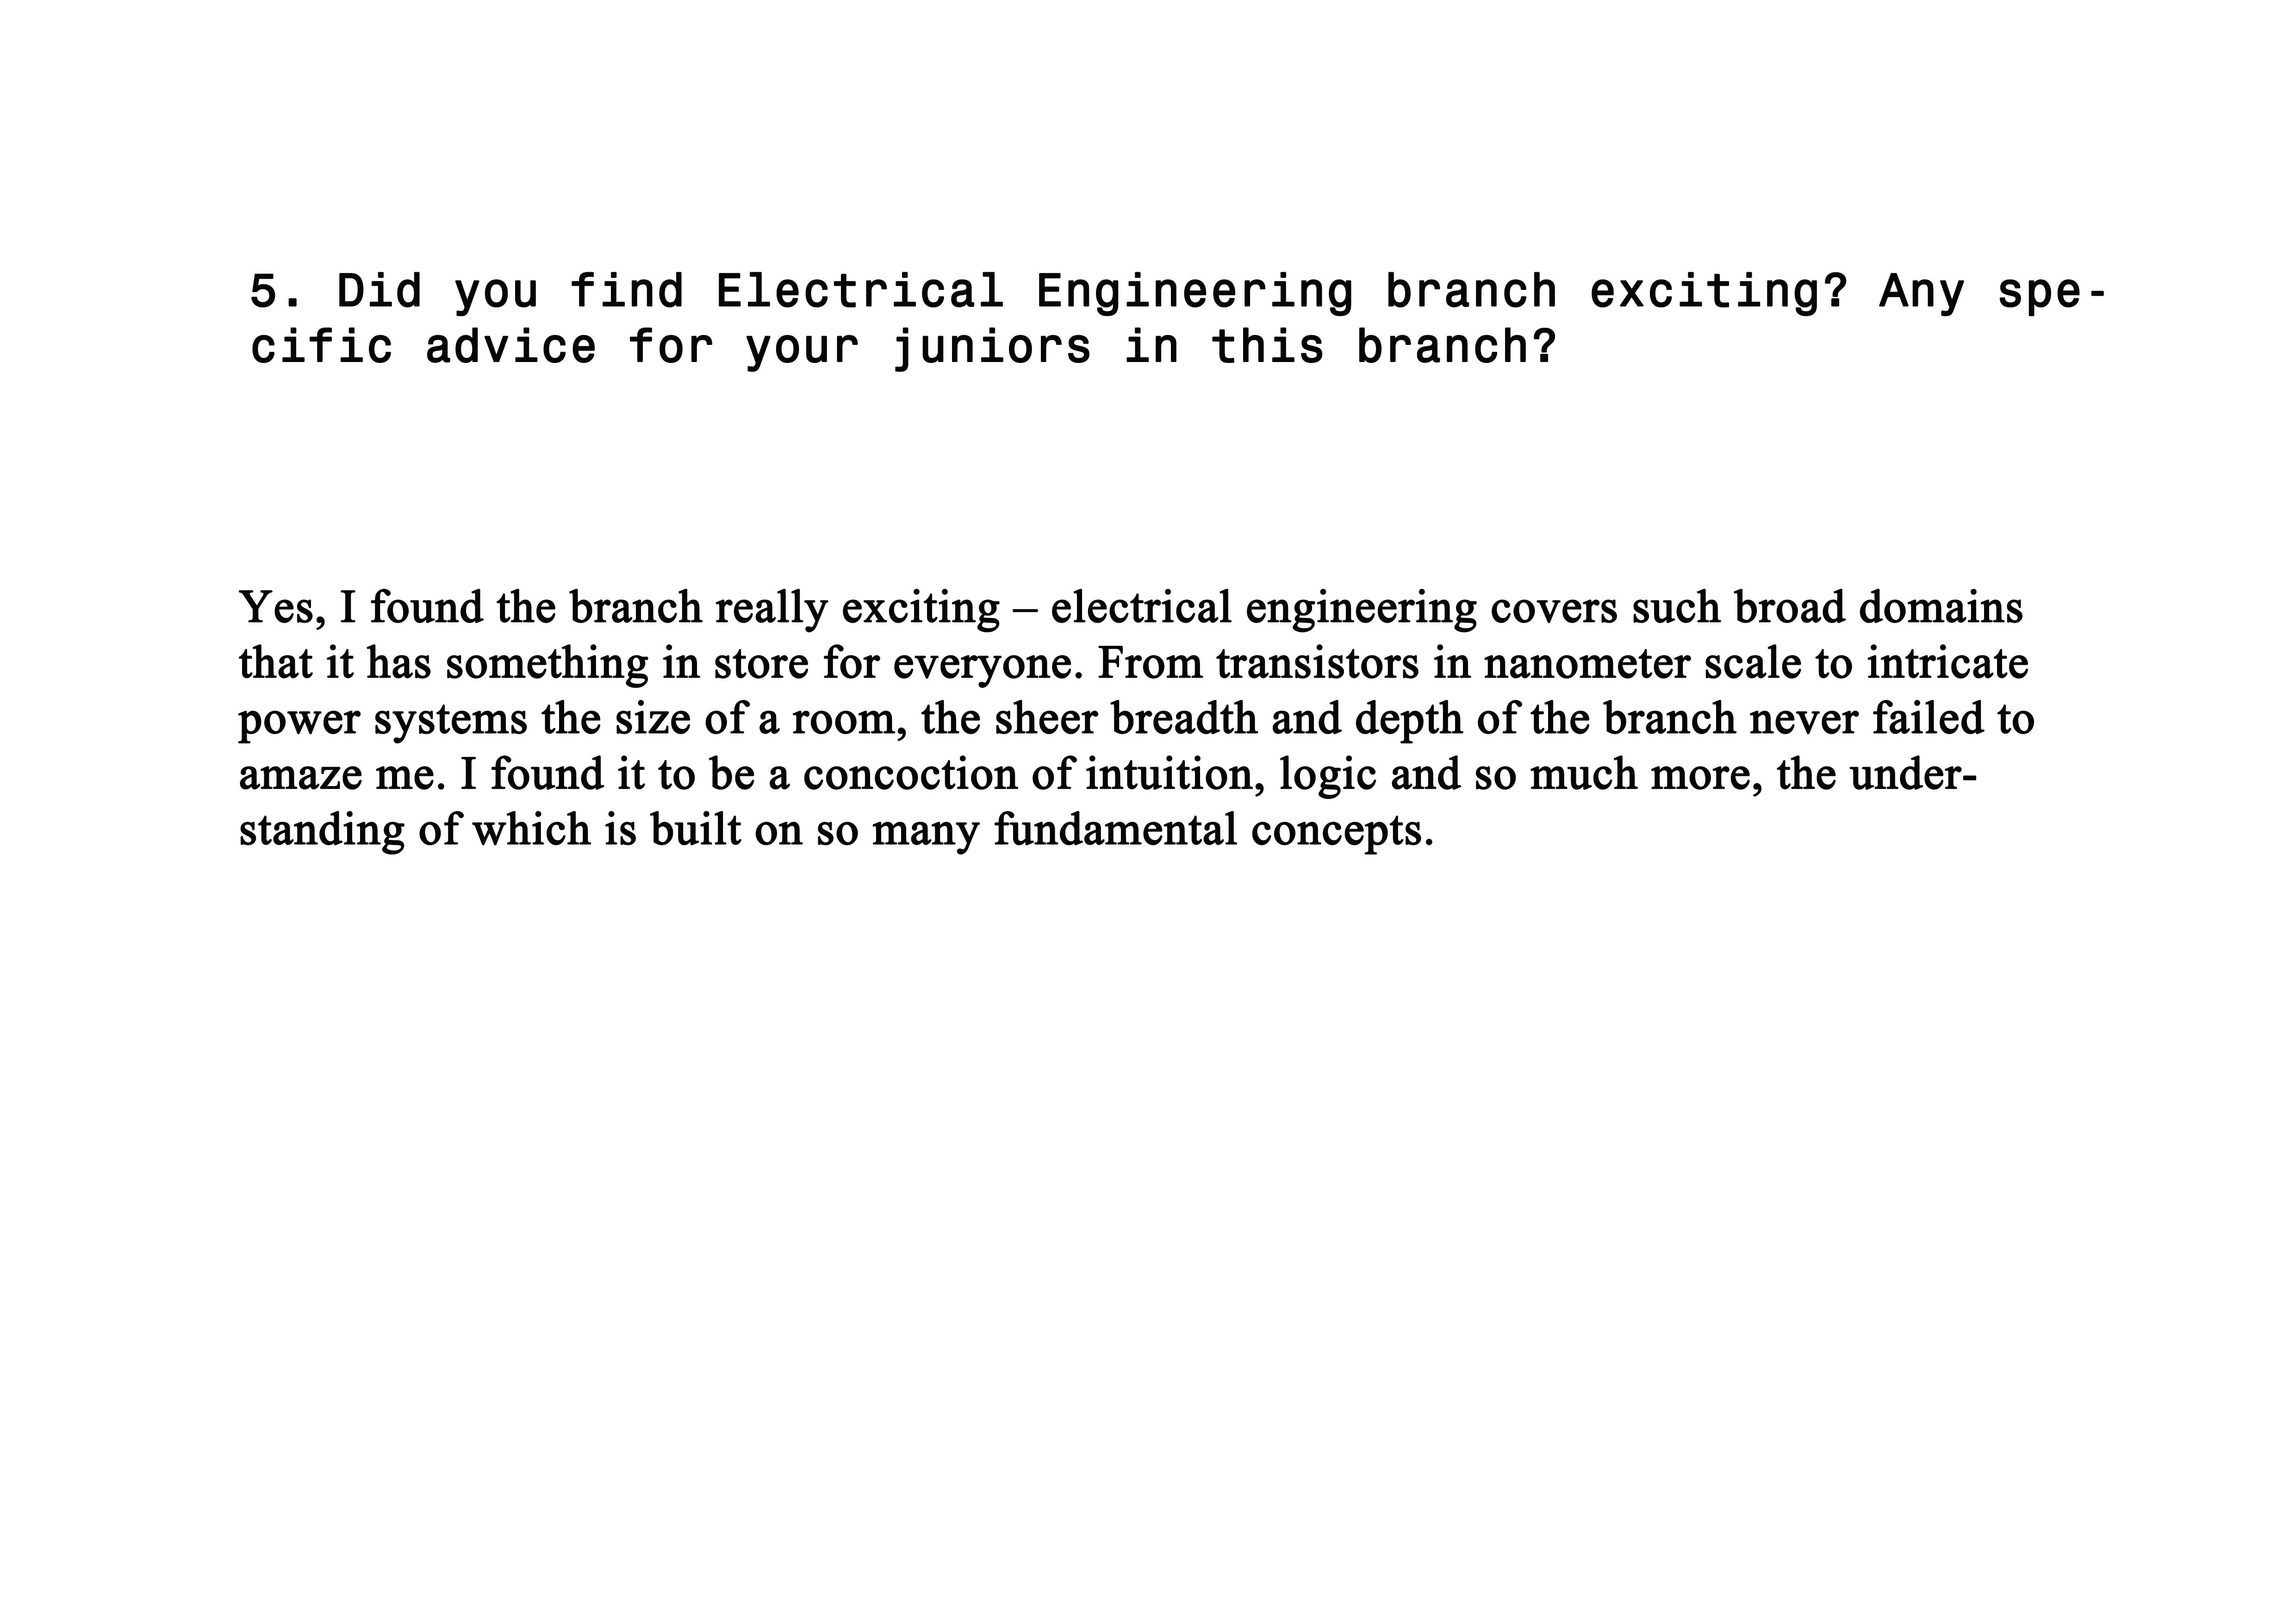 5. Did you find Electrical Engineering branch exciting? Any spe-
cific advice for your juniors in this branch?
Yes, I found the branch really exciting – electrical engineering covers such broad domains
that it has something in store for everyone. From transistors in nanometer scale to intricate
power systems the size of a room, the sheer breadth and depth of the branch never failed to
amaze me. I found it to be a concoction of intuition, logic and so much more, the under-
standing of which is built on so many fundamental concepts.